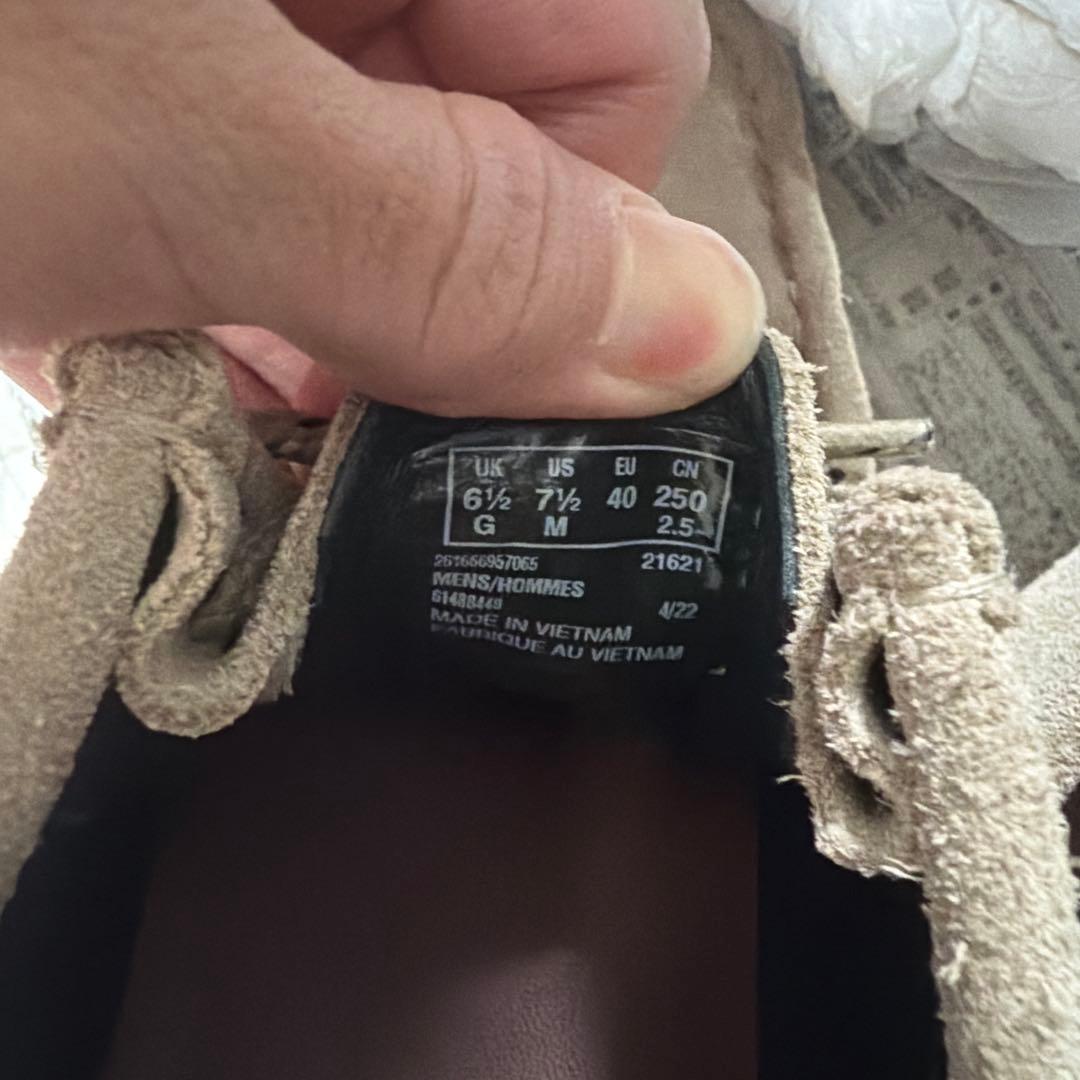 UK US EU CN
6½ 7½ 40 250
G M 2.5
261666957065 21621
MENS/HOMMES
61488449 4/22
MADE IN VIETNAM
FABRIQUE AU VIETNAM